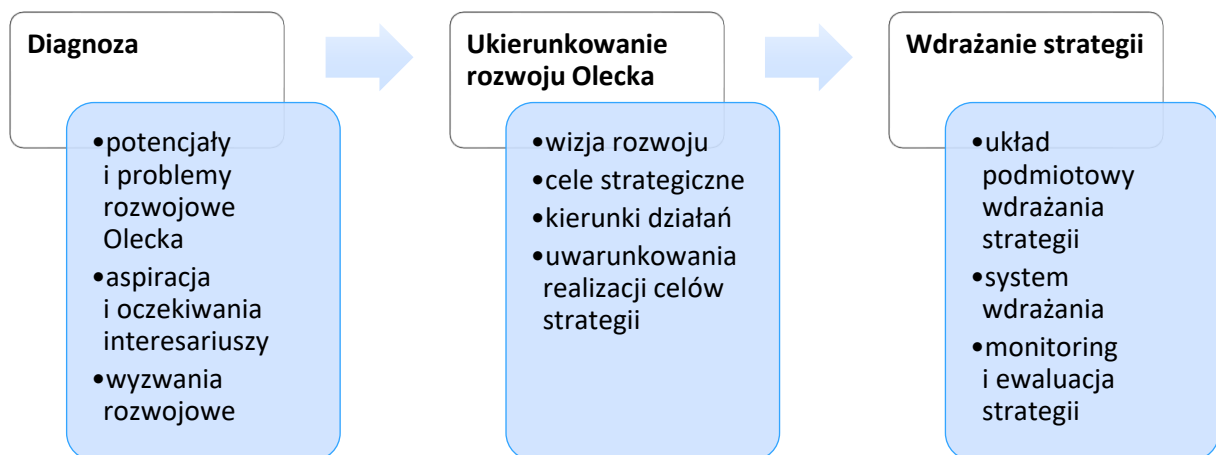 Diagnoza
•potencjały
i problemy
rozwojowe
Olecka
•aspiracja
i oczekiwania
interesariuszy
•wyzwania
rozwojowe
Ukierunkowanie
rozwoju Olecka
•wizja rozwoju
•cele strategiczne
•kierunki działań
•uwarunkowania
realizacji celów
strategii
Wdrażanie strategii
•układ
podmiotowy
wdrażania
strategii
•system
wdrażania
•monitoring
i ewaluacja
strategii